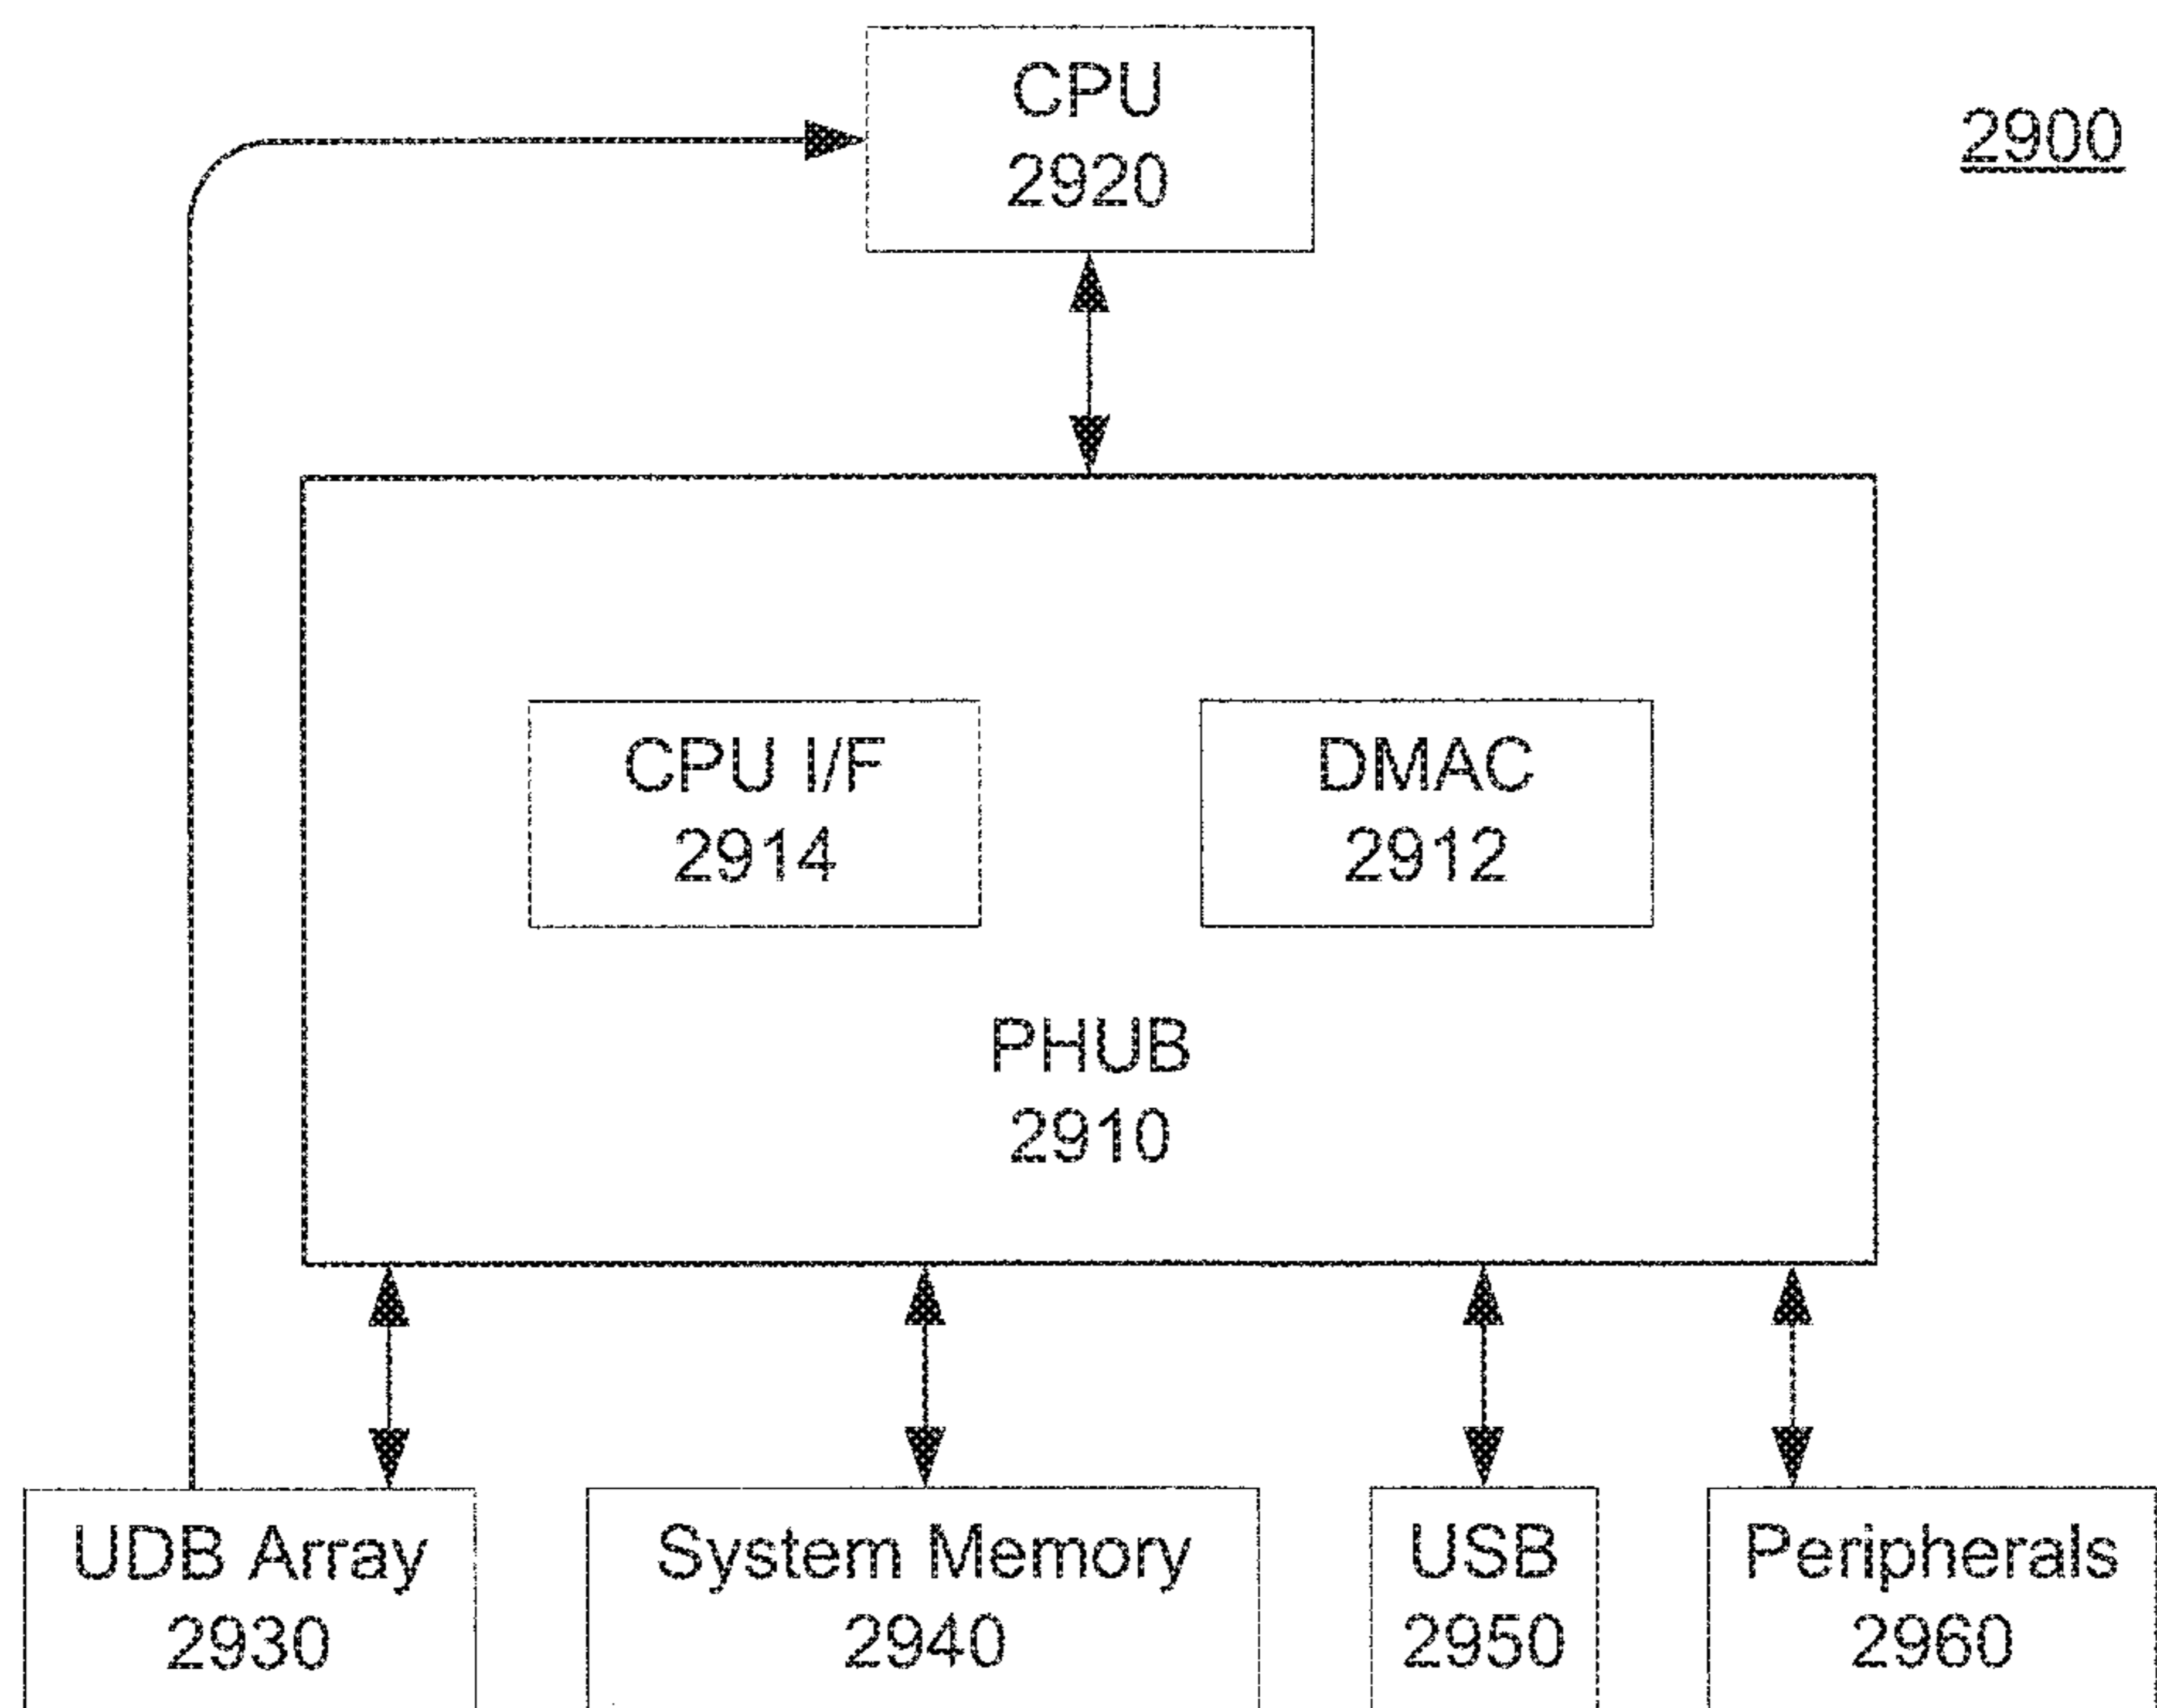 CPU
2920
2900
CPU I/F
2914
DMAC
2912
PHUB
2910
UDB Array
2930
System Memory
2940
USB
2950
Peripherals
2960